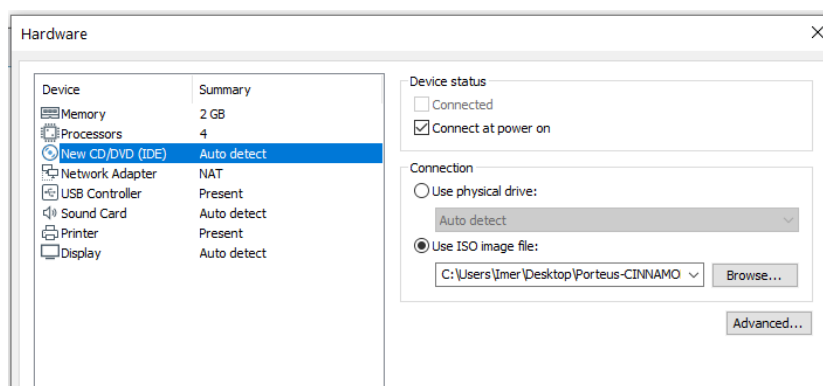 Hardware
Device Summary
Memory 2 GB
Processors 4
New CD/DVD (IDE) Auto detect
Network Adapter NAT
USB Controller Present
Sound Card Auto detect
Printer Present
Display Auto detect
Device status
Connected
Connect at power on
Connection
Use physical drive:
Auto detect
Use ISO image file:
C:\Users\Imer\Desktop\Porteus-CINNAMO Browse...
Advanced...